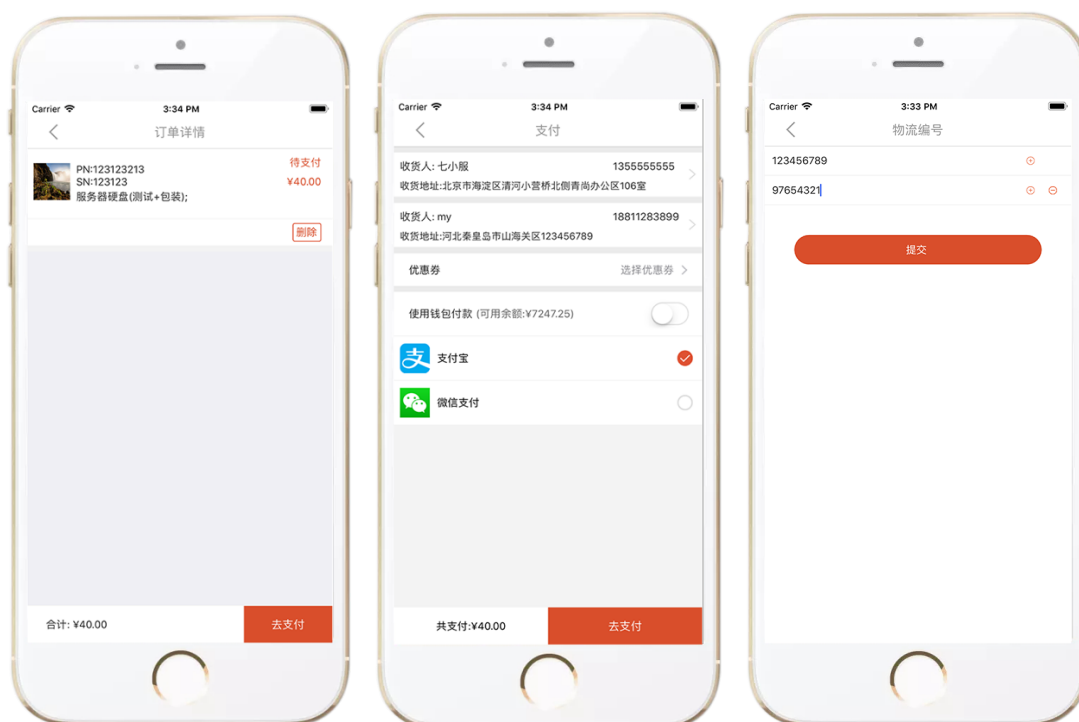 Carrier
3:34 PM
订单详情
PN:123123213
待支付
SN:123123
¥40.00
服务器硬盘(测试+包装);
删除
合计: ¥40.00
去支付
Carrier
3:34 PM
支付
收货人: 七小服
1355555555
收货地址:北京市海淀区清河小营桥北侧青尚办公区106室
收货人: my
18811283899
收货地址:河北秦皇岛市山海关区123456789
优惠券
选择优惠券
使用钱包付款 (可用余额:¥7247.25)
支
支付宝
微信支付
共支付:¥40.00
去支付
Carrier
3:33 PM
物流编号
123456789
97654321
提交